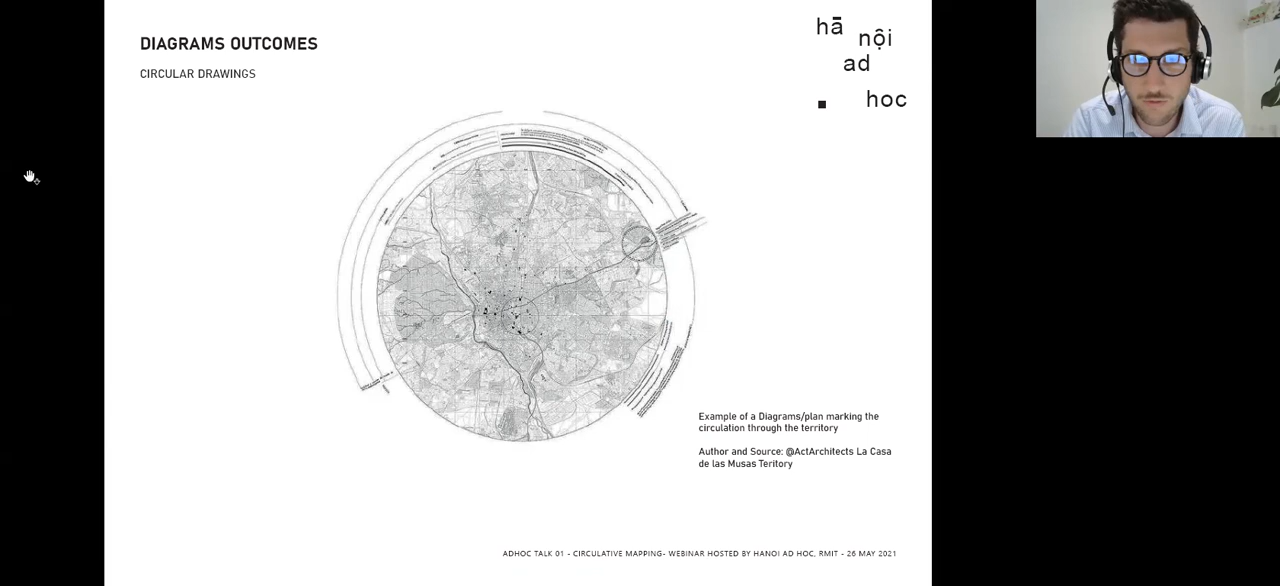 DIAGRAMS OUTCOMES
CIRCULAR DRAWINGS
hā
nội
ad
hoc
Example of a Diagrams/plan marking the
circulation through the territory
Author and Source: @ActArchitects La Casa
de las Musas Teritory
ADHOC TALK 01 - CIRCULATIVE MAPPING- WEBINAR HOSTED BY HANOI AD HOC, RMIT - 26 MAY 2021